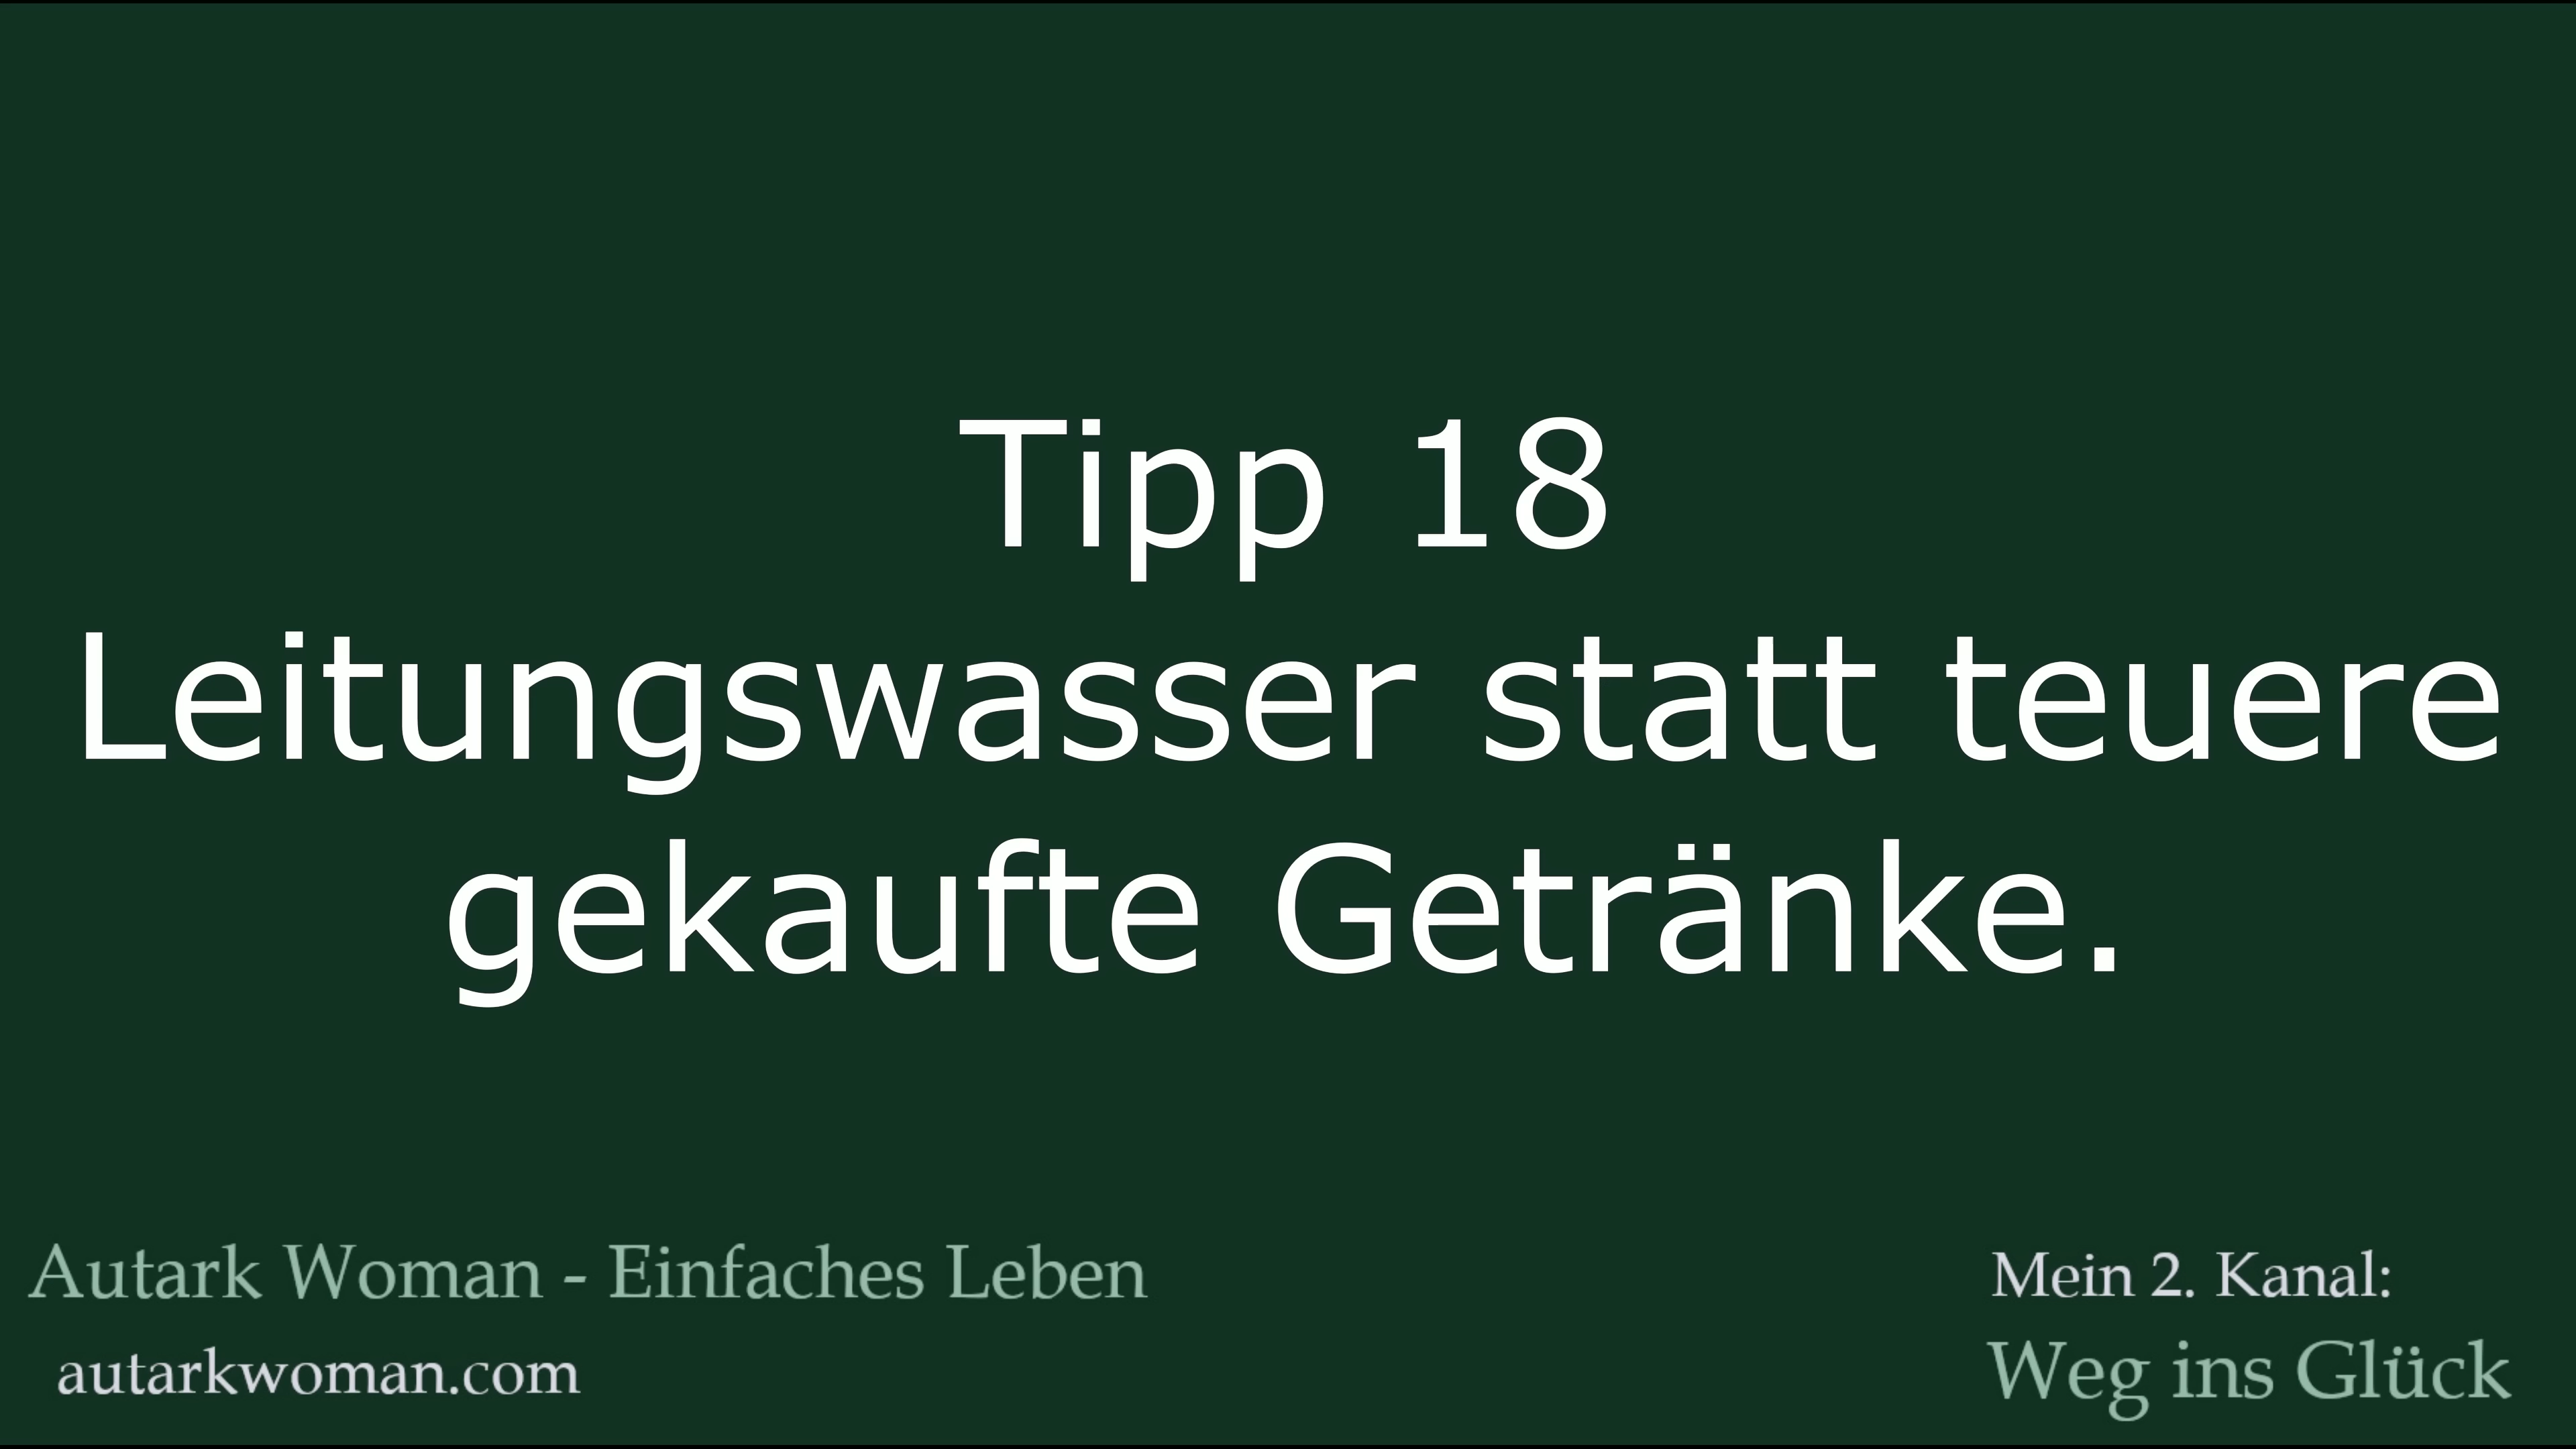 Tipp 18
Leitungswasser statt teuere
gekaufte Getränke.
Autark Woman - Einfaches Leben
autarkwoman.com
Mein 2. Kanal:
Weg ins Glück